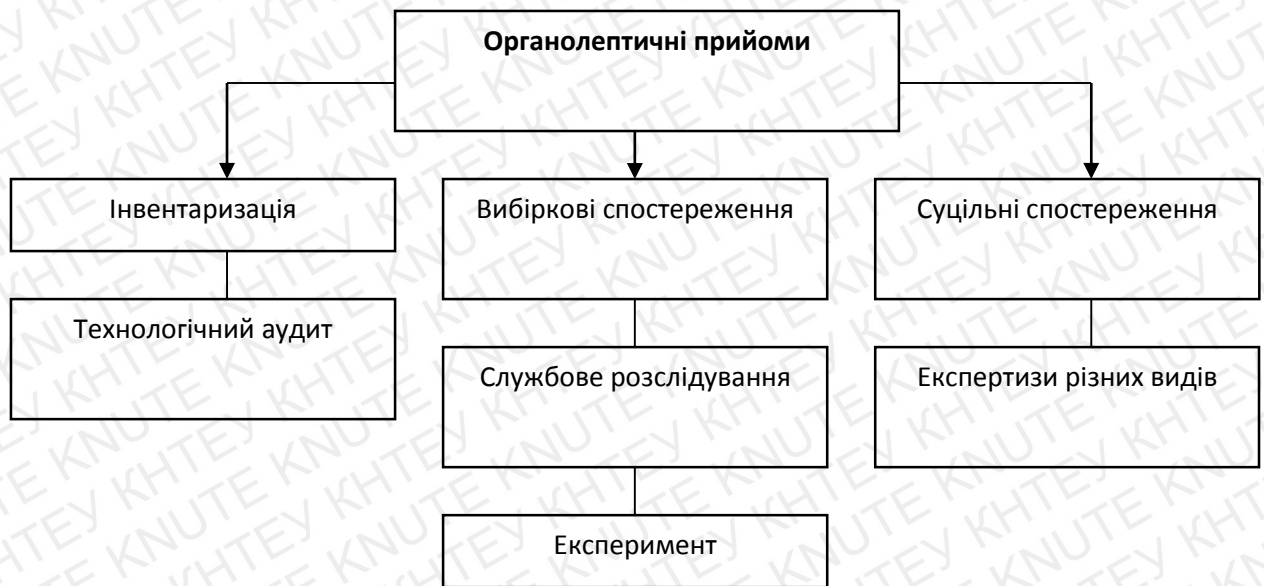 Органолептичні прийоми
Інвентаризація
Вибіркові спостереження
Суцільні спостереження
Технологічний аудит
Службове розслідування
Експертизи різних видів
Експеримент